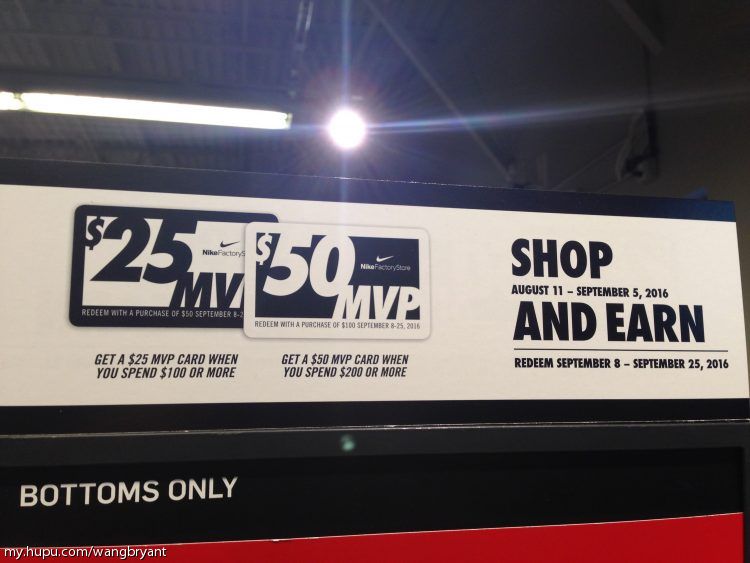 $25
NikeFactoryS
MV
REDEEM WITH A PURCHASE OF $50 SEPTEMBER 8-2
$50
NikeFactoryStore
MVP
REDEEM WITH A PURCHASE OF $100 SEPTEMBER 8-25, 2016
GET A $25 MVP CARD WHEN
YOU SPEND $100 OR MORE
GET A $50 MVP CARD WHEN
YOU SPEND $200 OR MORE
SHOP
AUGUST 11 – SEPTEMBER 5, 2016
AND EARN
REDEEM SEPTEMBER 8 – SEPTEMBER 25, 2016
BOTTOMS ONLY
my.hupu.com/wangbryant